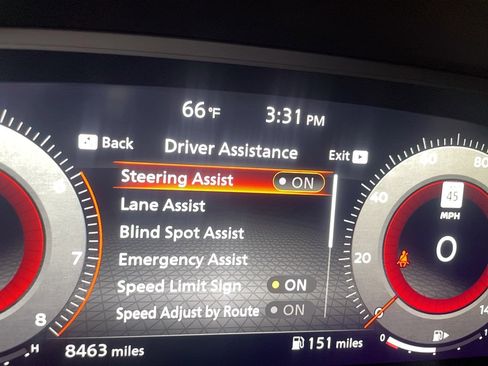 66°F 3:31 PM
Back Driver Assistance Exit
Steering Assist ON
Lane Assist
Blind Spot Assist
Emergency Assist
Speed Limit Sign ON
Speed Adjust by Route ON
7
8
H
8463 miles
151 miles
0
20
40
60
80
45
MPH
0
0